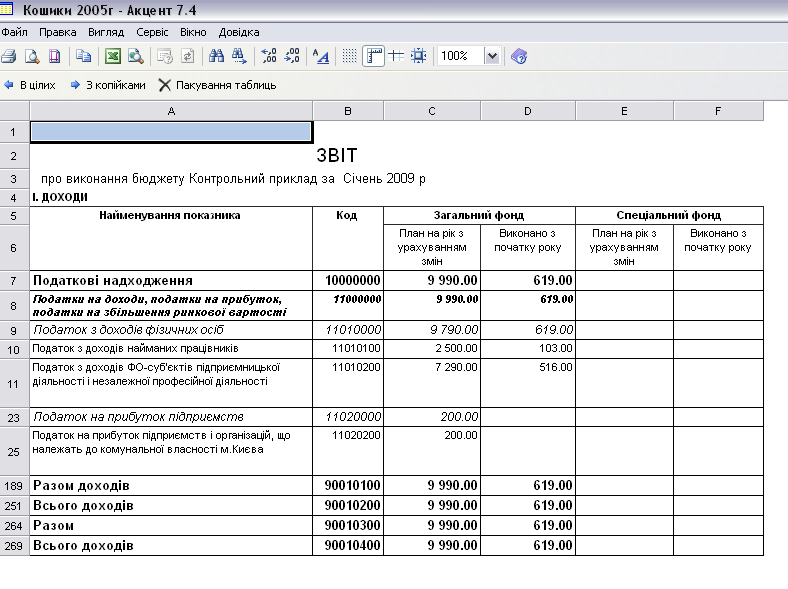 Кошики 2005г - Акцент 7.4
Файл Правка Вигляд Сервіс Вікно Довідка
100%
В цілих З копійками Пакування таблиць
A B C D E F
1
2 ЗВІТ
3 про виконання бюджету Контрольний приклад за Січень 2009 р
4 І. ДОХОДИ
5 Найменування показника Код Загальний фонд Спеціальний фонд
6 План на рік з Виконано з План на рік з Виконано з
урахуванням початку року урахуванням початку року
змін змін
7 Податкові надходження 10000000 9 990.00 619.00
8 Податки на доходи, податки на прибуток, 11000000 9 990.00 619.00
податки на збільшення ринкової вартості
9 Податок з доходів фізичних осіб 11010000 9 790.00 619.00
10 Податок з доходів найманих працівників 11010100 2 500.00 103.00
11 Податок з доходів ФО-суб'єктів підприємницької 11010200 7 290.00 516.00
діяльності і незалежної професійної діяльності
23 Податок на прибуток підприємств 11020000 200.00
25 Податок на прибуток підприємств і організацій, що 11020200 200.00
належать до комунальної власності м.Києва
189 Разом доходів 90010100 9 990.00 619.00
251 Всього доходів 90010200 9 990.00 619.00
264 Разом 90010300 9 990.00 619.00
269 Всього доходів 90010400 9 990.00 619.00